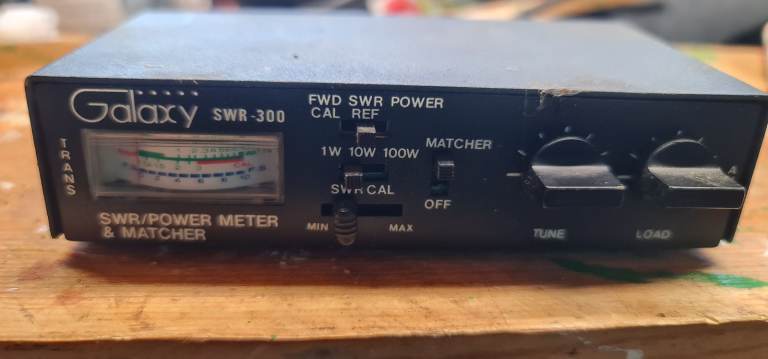 Galaxy SWR-300
TRANS
SWR/POWER METER
& MATCHER
FWD SWR POWER
CAL REF
1W 10W 100W
SWR CAL
MIN MAX
MATCHER
OFF
TUNE
LOAD